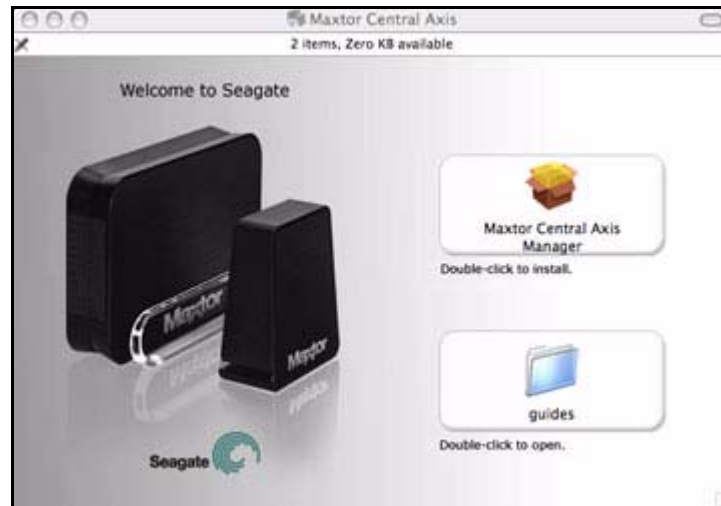 Maxtor Central Axis
2 items, Zero KB available
Welcome to Seagate
Maxtor Central Axis
Manager
Double-click to install.
Maxtor
Maxtor
guides
Double-click to open.
Seagate